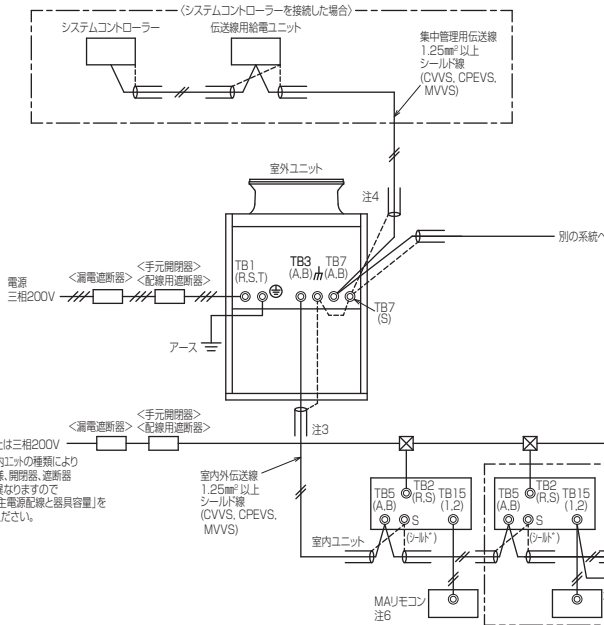 〈システムコントローラーを接続した場合〉
システムコントローラー
伝送線用給電ユニット
集中管理用伝送線
1.25mm²以上
シールド線
(CVVS, CPEVS,
MVVS)
室外ユニット
注4
別の系統へ
TB1
(R,S,T)
TB3
(A,B)
TB7
(A,B)
TB7
(S)
電源
三相200V
<漏電遮断器>
<手元開閉器>
<配線用遮断器>
アース
注3
は三相200V
<漏電遮断器>
<手元開閉器>
<配線用遮断器>
ユニットの種類により
、開閉器、遮断器
なりますので
主電源配線と器具容量」を
ださい。
室内外伝送線
1.25mm²以上
シールド線
(CVVS, CPEVS,
MVVS)
TB5
(A,B)
TB2
(R,S)
TB15
(1,2)
S
(シールド)
TB5
(A,B)
TB2
(R,S)
TB15
(1,2)
S
(シールド)
室内ユニット
MAリモコン
注6